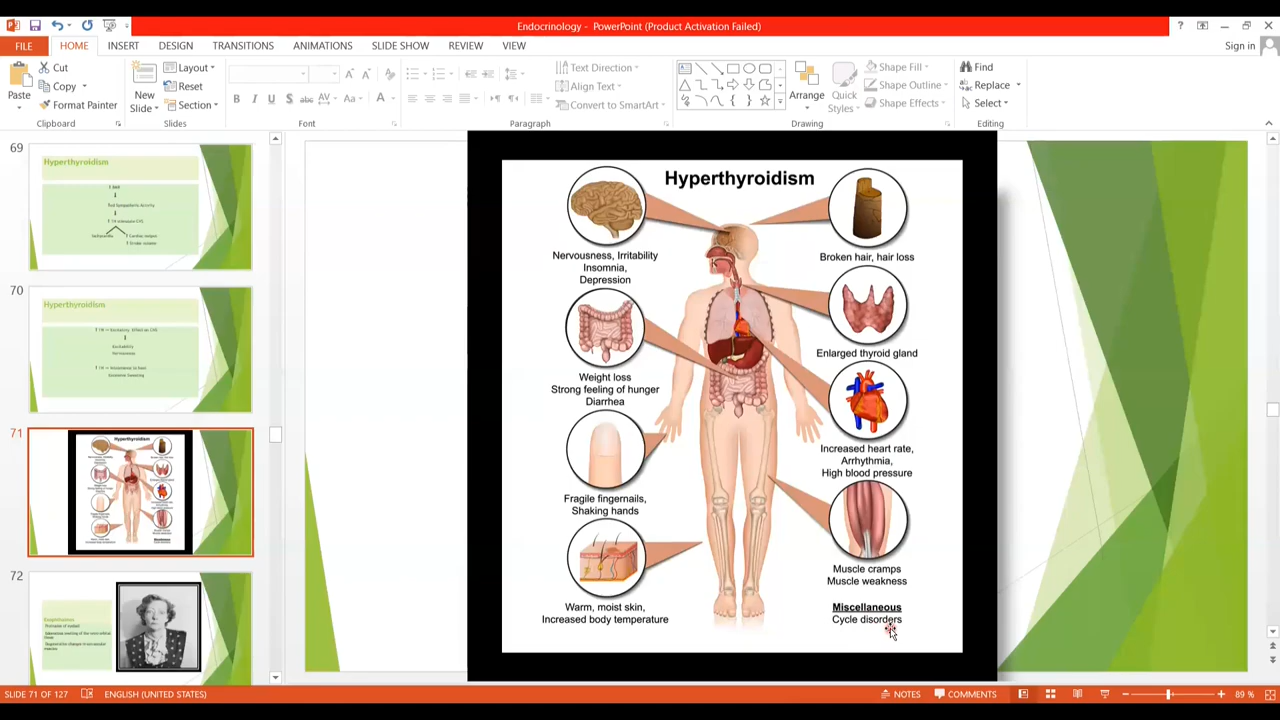 Endocrinology - PowerPoint (Product Activation Failed)
FILE
HOME
INSERT
DESIGN
TRANSITIONS
ANIMATIONS
SLIDE SHOW
REVIEW
VIEW
Sign in
Paste
Cut
Copy
Format Painter
Clipboard
New
Slide
Layout
Reset
Section
Slides
Font
Paragraph
Text Direction
Align Text
Convert to SmartArt
Arrange
Quick
Styles
Shape Fill
Shape Outline
Shape Effects
Drawing
Find
Replace
Select
Editing
69
Hyperthyroidism
70
Hyperthyroidism
Excitability
Nervousness
71
Hyperthyroidism
72
Exophthalmos
Hyperthyroidism
Nervousness, Irritability
Insomnia,
Depression
Weight loss
Strong feeling of hunger
Diarrhea
Fragile fingernails,
Shaking hands
Warm, moist skin,
Increased body temperature
Broken hair, hair loss
Enlarged thyroid gland
Increased heart rate,
Arrhythmia,
High blood pressure
Muscle cramps
Muscle weakness
Miscellaneous
Cycle disorders
SLIDE 71 OF 127
ENGLISH (UNITED STATES)
NOTES
COMMENTS
89 %